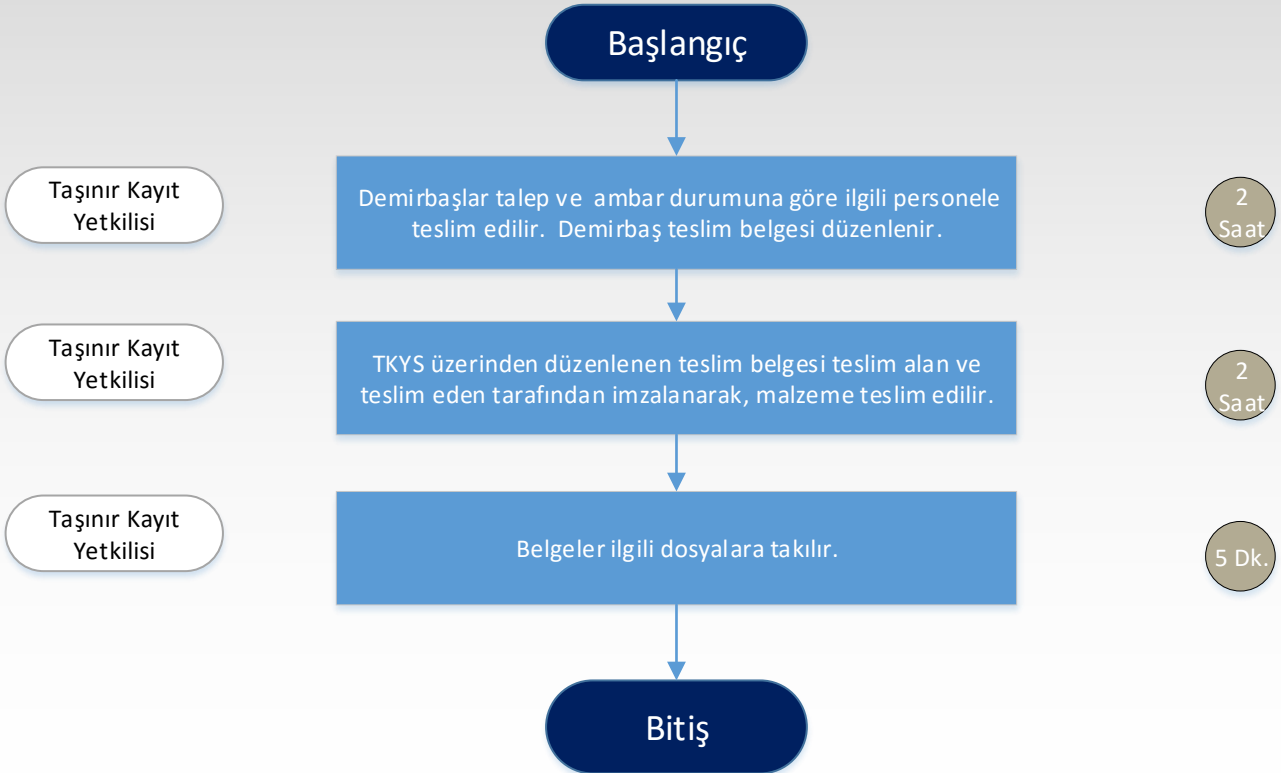 Başlangıç
Taşınır Kayıt
Yetkilisi
Demirbaşlar talep ve ambar durumuna göre ilgili personele
teslim edilir. Demirbaş teslim belgesi düzenlenir.
2
Saat
Taşınır Kayıt
Yetkilisi
TKYS üzerinden düzenlenen teslim belgesi teslim alan ve
teslim eden tarafından imzalanarak, malzeme teslim edilir.
2
Saat
Taşınır Kayıt
Yetkilisi
Belgeler ilgili dosyalara takılır.
5 Dk.
Bitiş